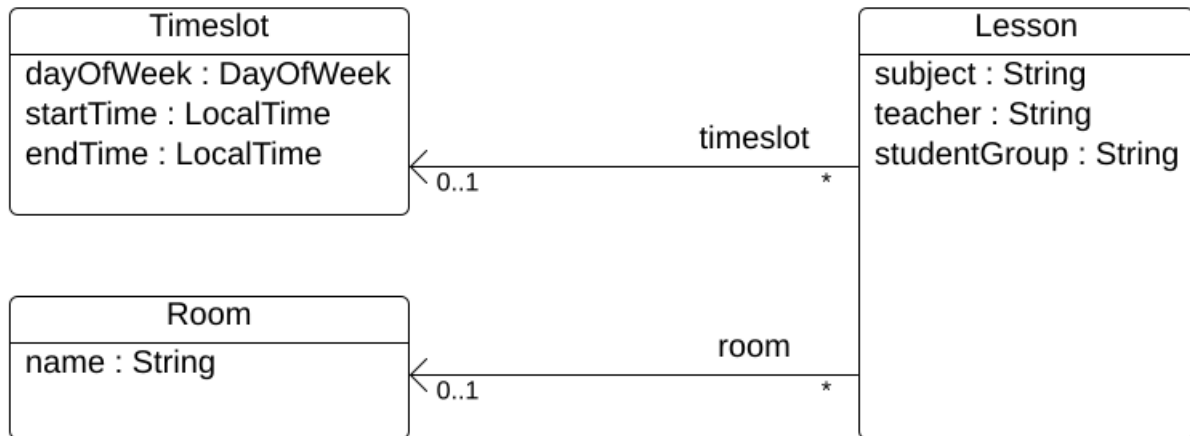 Timeslot
dayOfWeek : DayOfWeek
startTime : LocalTime
endTime : LocalTime
Lesson
subject : String
teacher : String
studentGroup : String
timeslot
0..1
*
Room
name : String
room
0..1
*